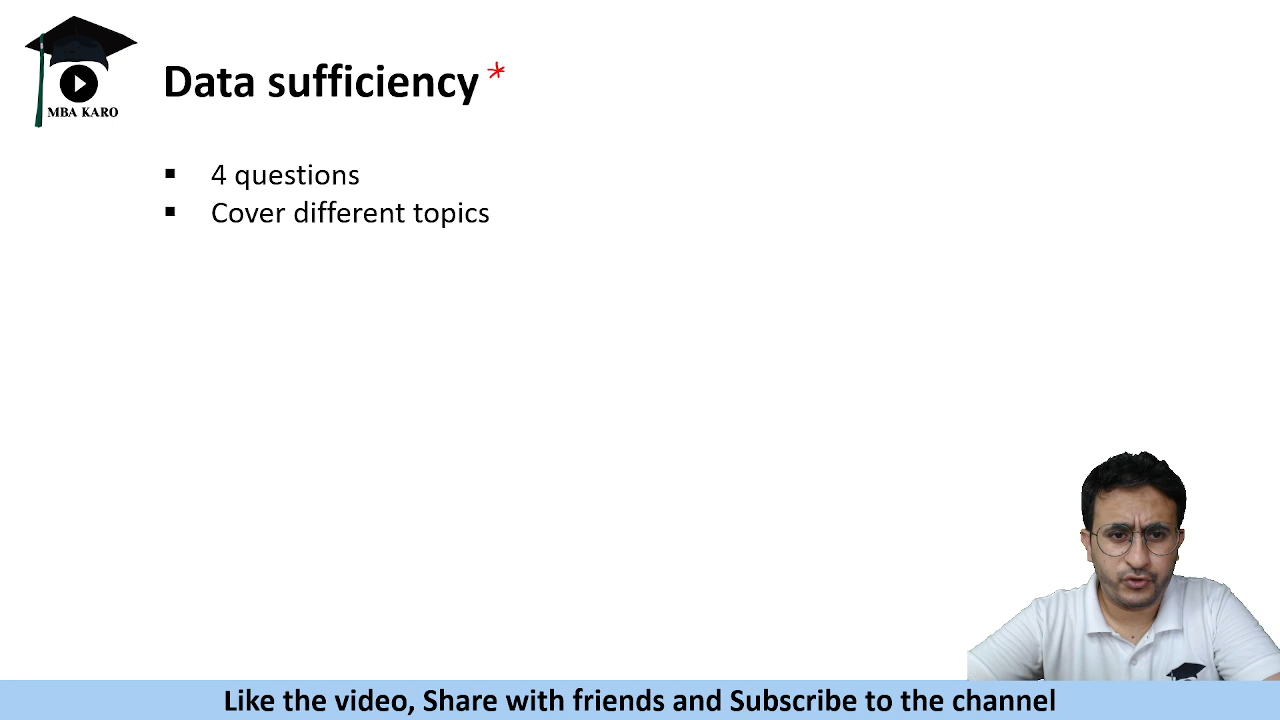 MBA KARO
Data sufficiency *
▪ 4 questions
▪ Cover different topics
Like the video, Share with friends and Subscribe to the channel